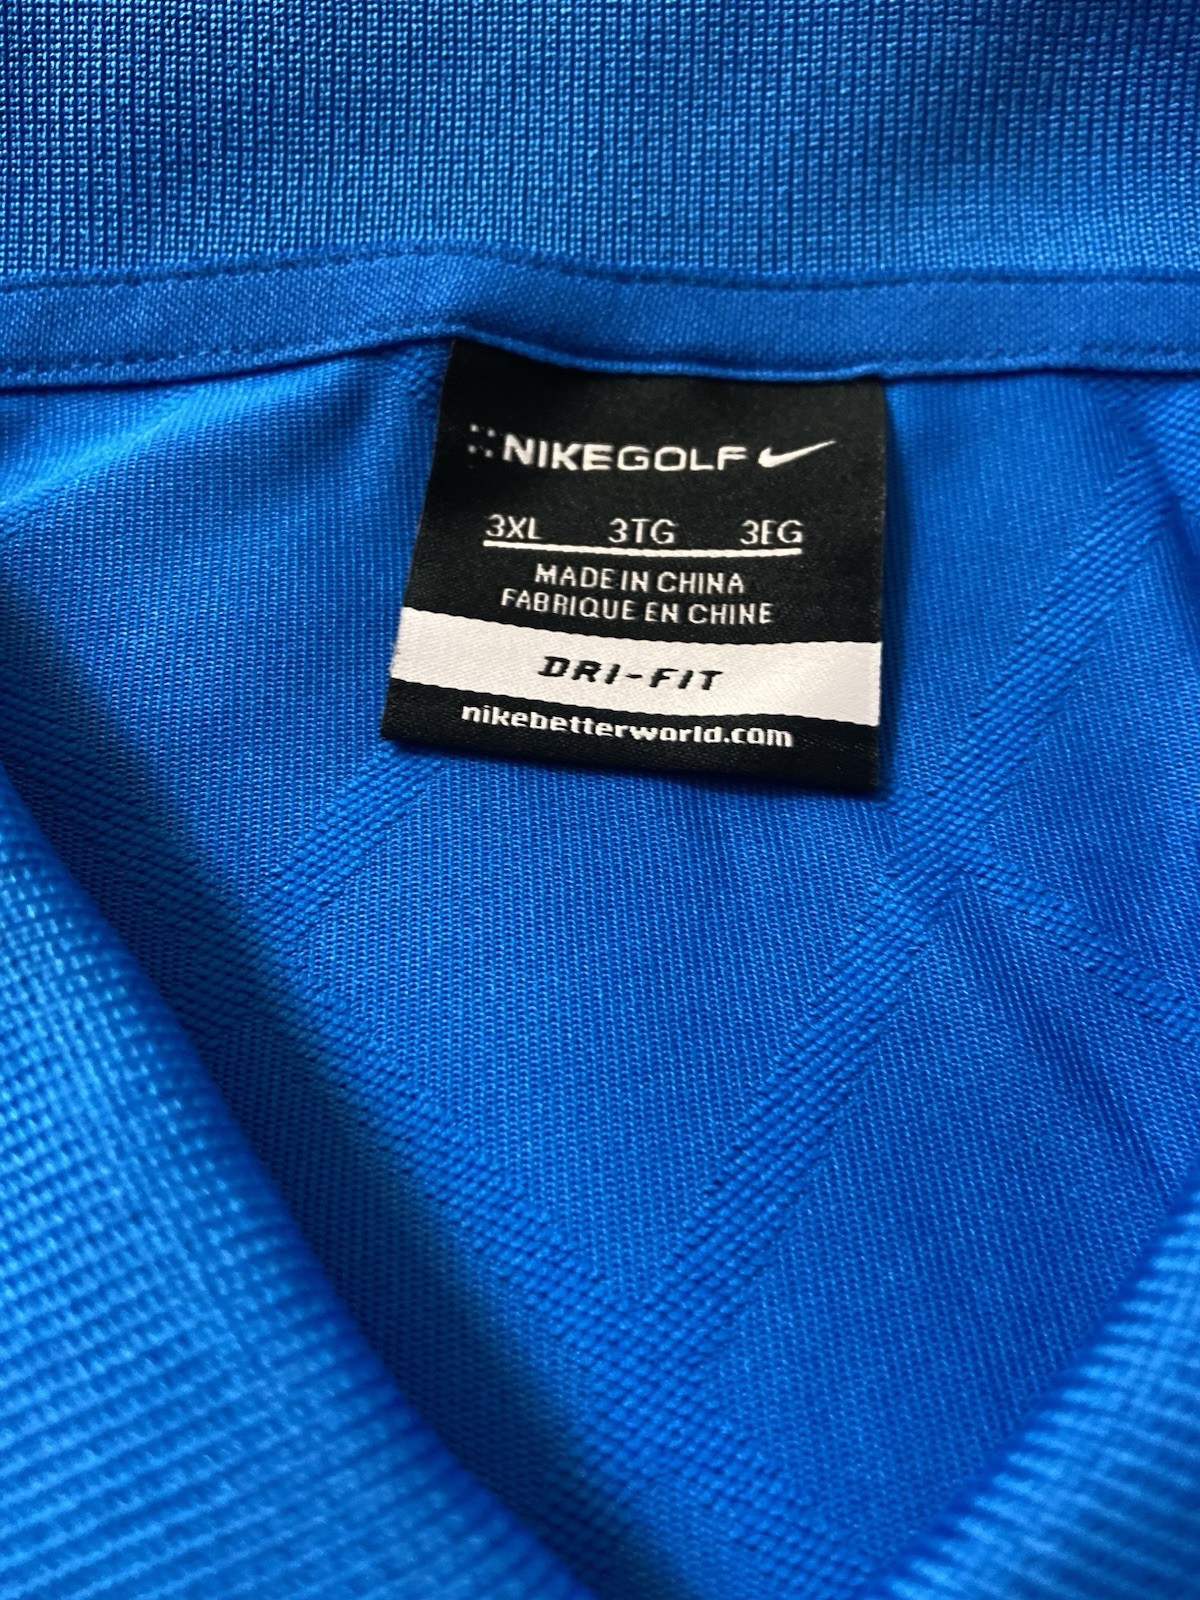 NIKEGOLF
3XL 3TG 3EG
MADE IN CHINA
FABRIQUE EN CHINE
DRI-FIT
nikebetterworld.com